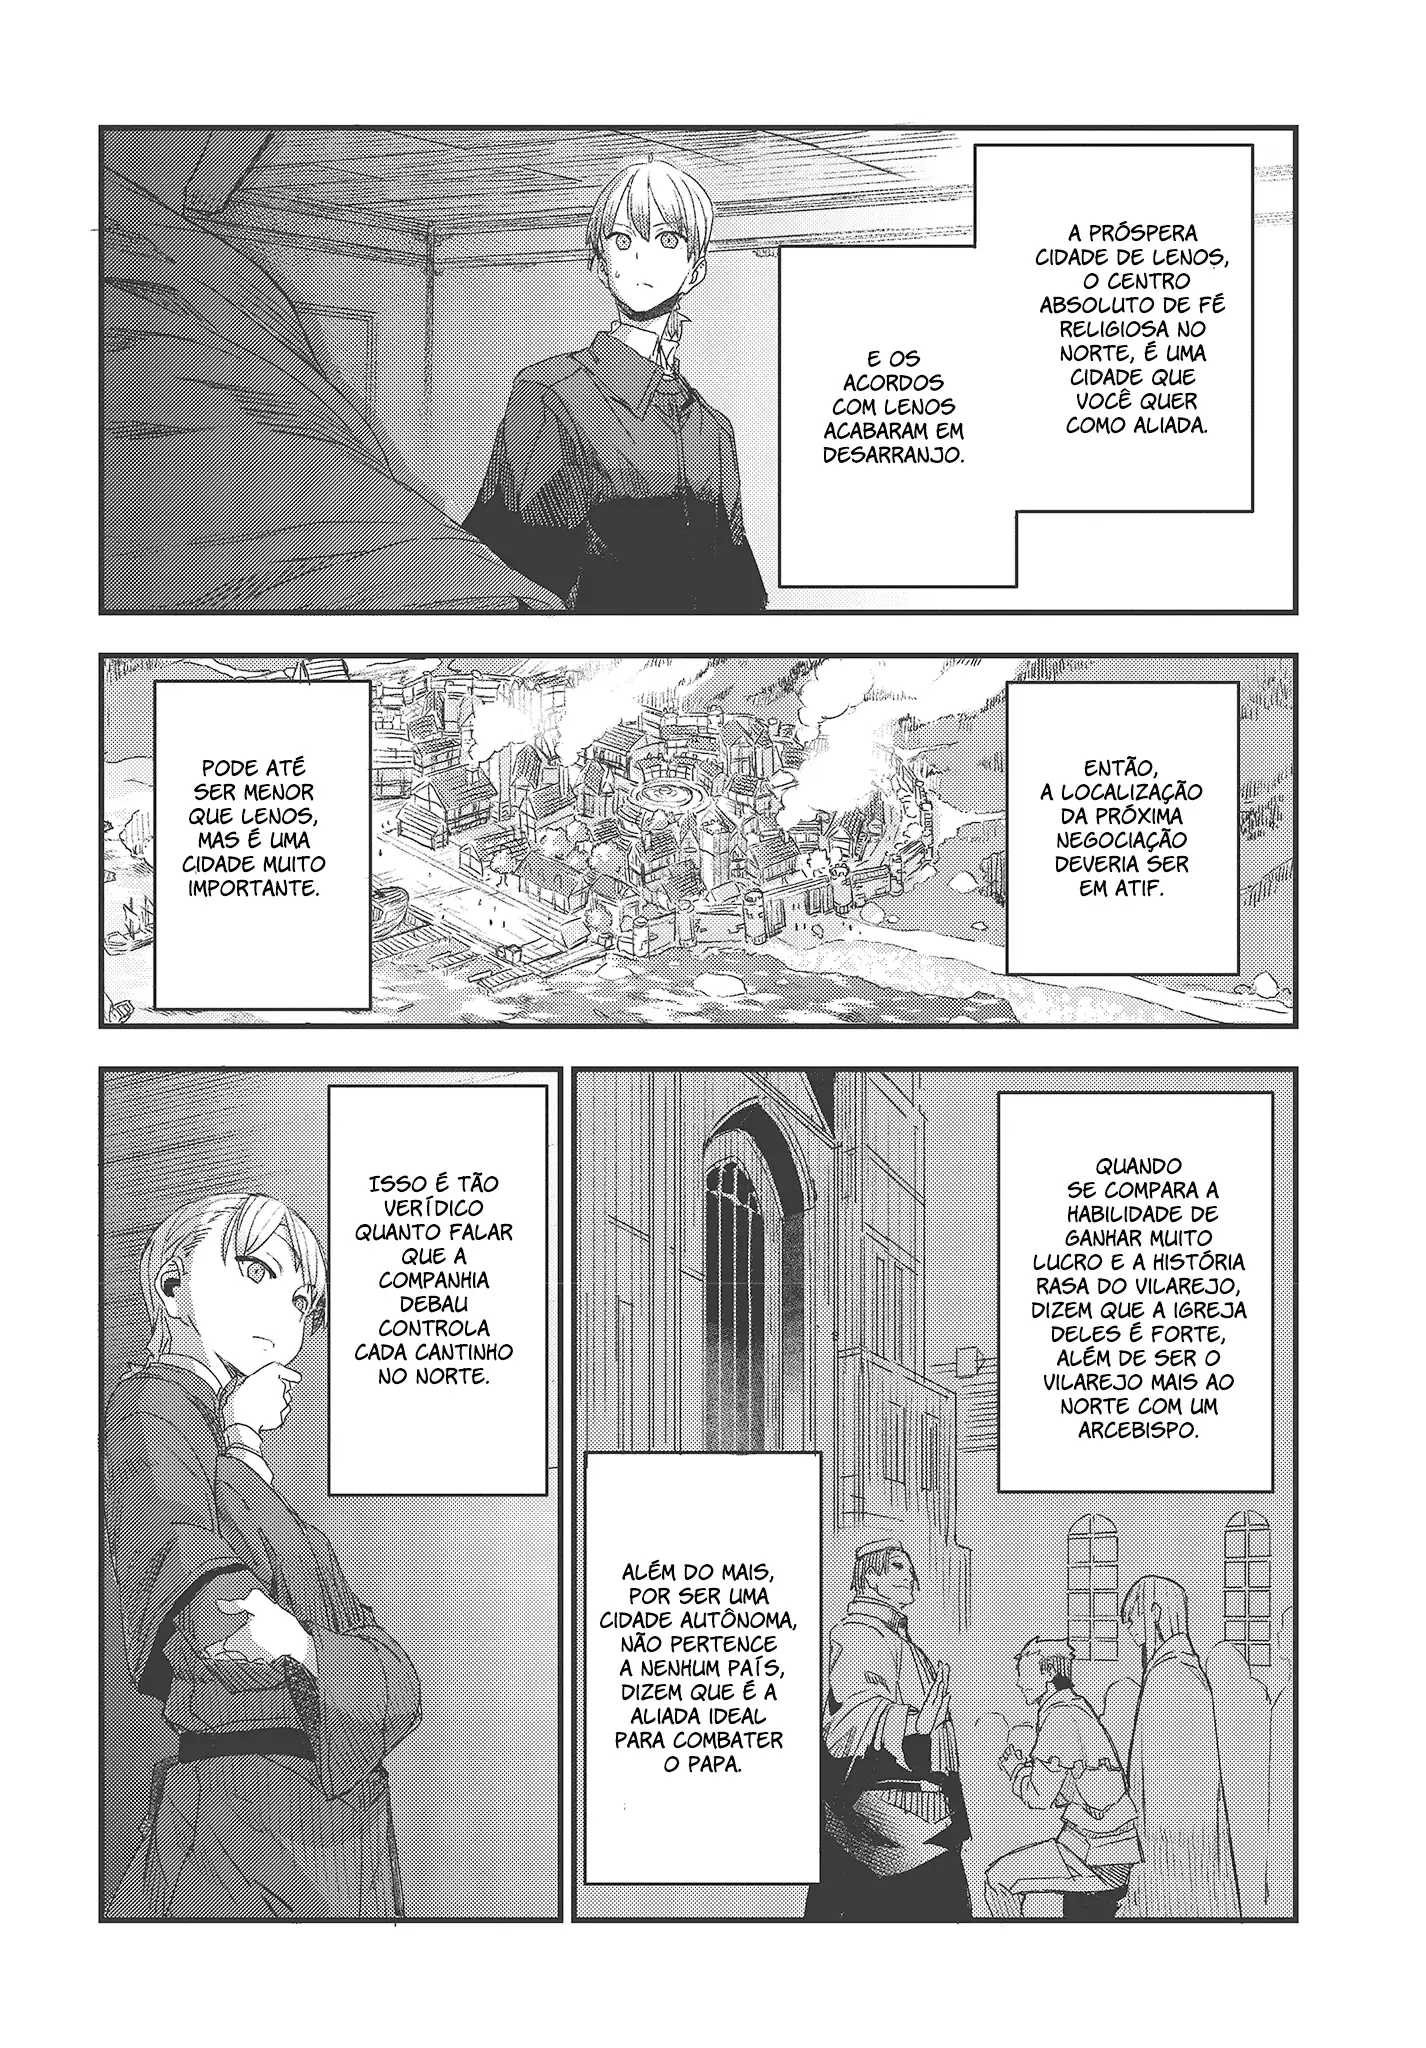 A PRÓSPERA
CIDADE DE LENOS,
O CENTRO
ABSOLUTO DE FÉ
RELIGIOSA NO
NORTE, É UMA
CIDADE QUE
VOCÊ QUER
COMO ALIADA.
E OS
ACORDOS
COM LENOS
ACABARAM EM
DESARRANJO.
ENTÃO,
A LOCALIZAÇÃO
DA PRÓXIMA
NEGOCIAÇÃO
DEVERIA SER
EM ATIF.
PODE ATÉ
SER MENOR
QUE LENOS,
MAS É UMA
CIDADE MUITO
IMPORTANTE.
QUANDO
SE COMPARA A
HABILIDADE DE
GANHAR MUITO
LUCRO E A HISTÓRIA
RASA DO VILAREJO,
DIZEM QUE A IGREJA
DELES É FORTE,
ALÉM DE SER O
VILAREJO MAIS AO
NORTE COM UM
ARCEBISPO.
ALÉM DO MAIS,
POR SER UMA
CIDADE AUTÔNOMA,
NÃO PERTENCE
A NENHUM PAÍS,
DIZEM QUE É A
ALIADA IDEAL
PARA COMBATER
O PAPA.
ISSO É TÃO
VERÍDICO
QUANTO FALAR
QUE A
COMPANHIA
DEBAU
CONTROLA
CADA CANTINHO
NO NORTE.